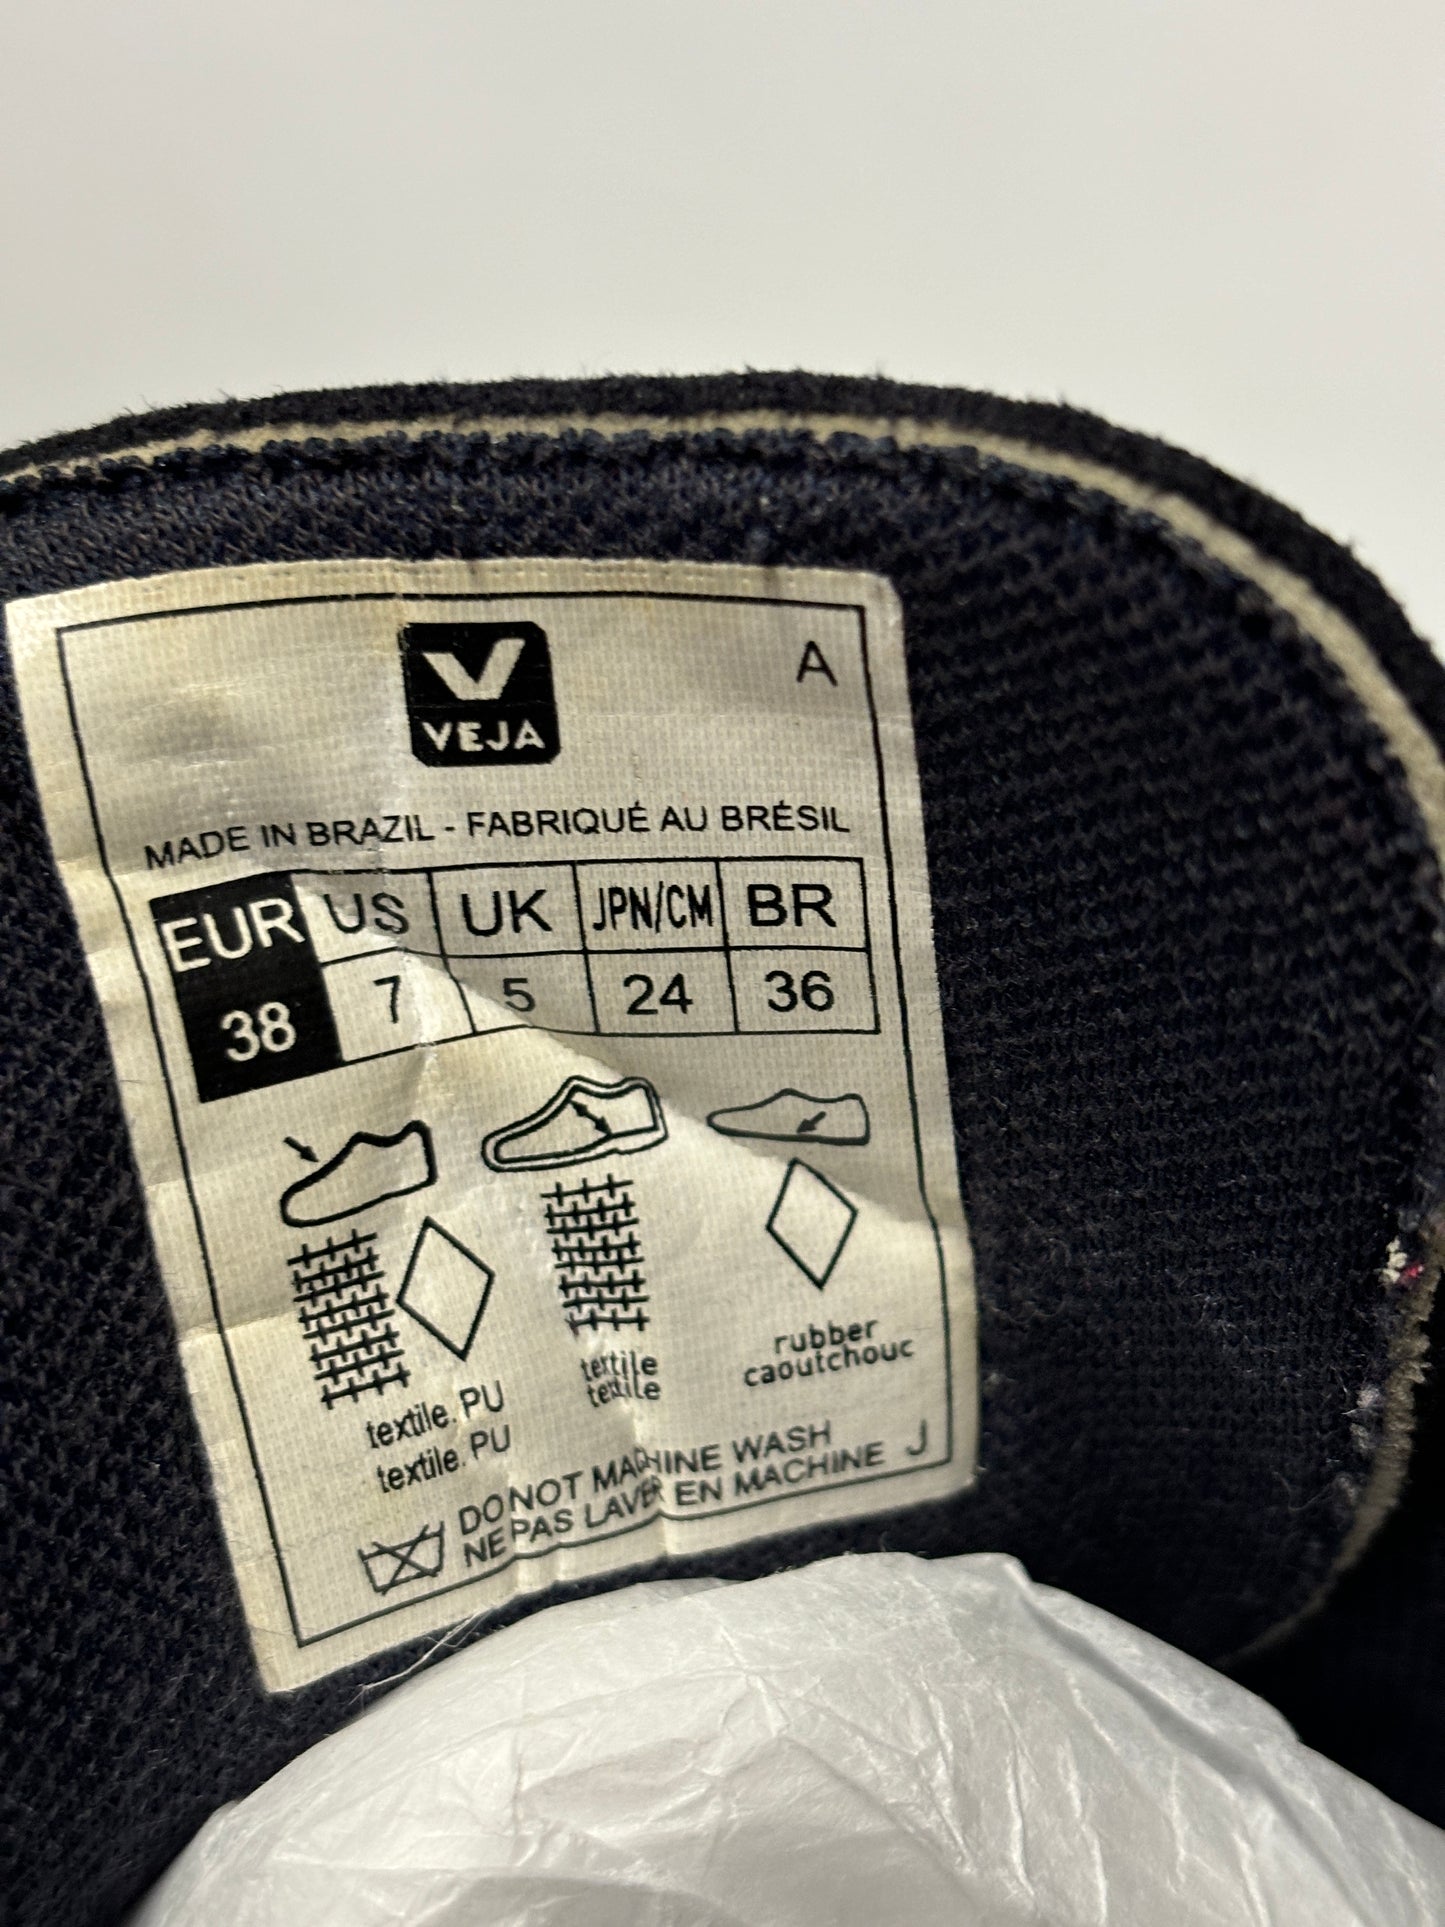 V
VEJA
A
MADE IN BRAZIL - FABRIQUÉ AU BRÉSIL
EUR US UK JPN/CM BR
38 7 5 24 36
textile. PU
textile. PU
textile
textile
rubber
caoutchouc
DO NOT MACHINE WASH
NE PAS LAVER EN MACHINE J